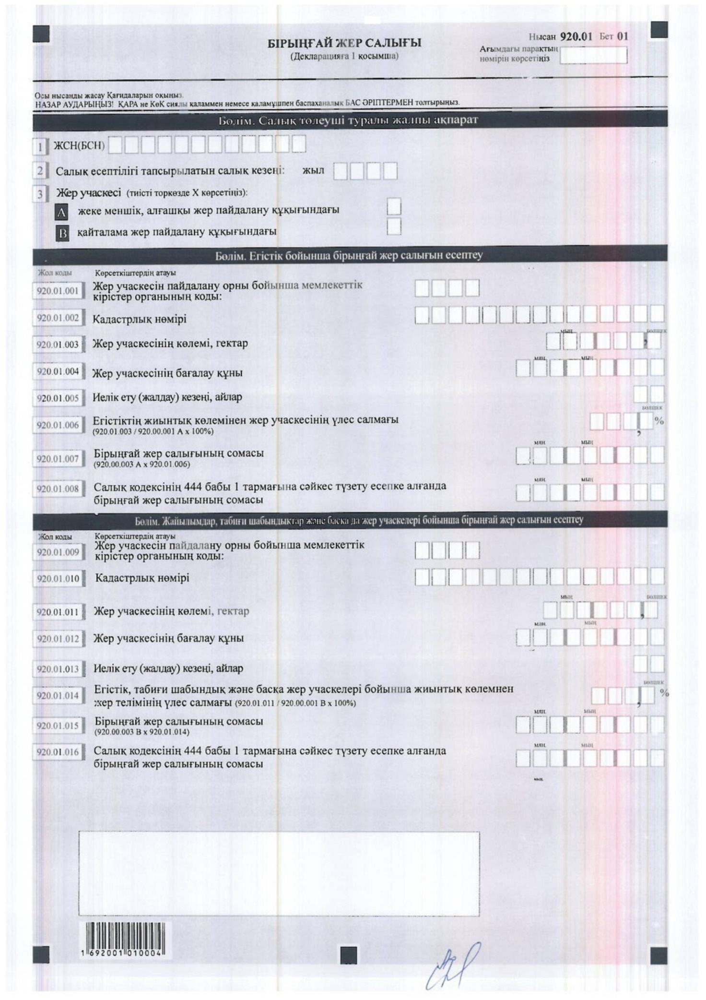 БІРЫҢҒАЙ ЖЕР САЛЫҒЫ
(Декларацияға 1 қосымша)
Нысан 920.01 Бет 01
Ағымдағы парақтың
нөмірін көрсетіңіз
Осы нысанды жасау Қағидаларын оқыңыз.
НАЗАР АУДАРЫҢЫЗ! ҚАРА не КөК сиялы қаламмен немесе қаламұшпен баспаханалық БАС ӘРІПТЕРМЕН толтырыңыз.
Бөлім. Салық төлеуші туралы жалпы ақпарат
1 ЖСН(БСН)
2 Салық есептілігі тапсырылатын салық кезеңі: жыл
3 Жер учаскесі (тиісті торкөзде Х көрсетіңіз):
A жеке меншік, алғашқы жер пайдалану құқығындағы
B қайталама жер пайдалану құқығындағы
Бөлім. Егістік бойынша бірыңғай жер салығын есептеу
Жол коды Көрсеткіштердің атауы
920.01.001 Жер учаскесін пайдалану орны бойынша мемлекеттік
кірістер органының коды:
920.01.002 Кадастрлық нөмірі
мың бөлшек
920.01.003 Жер учаскесінің көлемі, гектар ,
млн. мың
920.01.004 Жер учаскесінің бағалау құны
920.01.005 Иелік ету (жалдау) кезеңі, айлар
бөлшек
920.01.006 Егістіктің жиынтық көлемінен жер учаскесінің үлес салмағы , %
(920.01.003 / 920.00.001 А х 100%)
млн. мың
920.01.007 Бірыңғай жер салығының сомасы
(920.00.003 А х 920.01.006)
млн. мың
920.01.008 Салық кодексінің 444 бабы 1 тармағына сәйкес түзету есепке алғанда
бірыңғай жер салығының сомасы
Бөлім. Жайылымдар, табиғи шабындықтар және басқа да жер учаскелері бойынша бірыңғай жер салығын есептеу
Жол коды Көрсеткіштердің атауы
920.01.009 Жер учаскесін пайдалану орны бойынша мемлекеттік
кірістер органының коды:
920.01.010 Кадастрлық нөмірі
мың бөлшек
920.01.011 Жер учаскесінің көлемі, гектар ,
млн. мың
920.01.012 Жер учаскесінің бағалау құны
920.01.013 Иелік ету (жалдау) кезеңі, айлар
бөлшек
920.01.014 Егістік, табиғи шабындық және басқа жер учаскелері бойынша жиынтық көлемнен , %
жер телімінің үлес салмағы (920.01.011 / 920.00.001 В х 100%)
млн. мың
920.01.015 Бірыңғай жер салығының сомасы
(920.00.003 В х 920.01.014)
млн. мың
920.01.016 Салық кодексінің 444 бабы 1 тармағына сәйкес түзету есепке алғанда
бірыңғай жер салығының сомасы
1 692001 010004